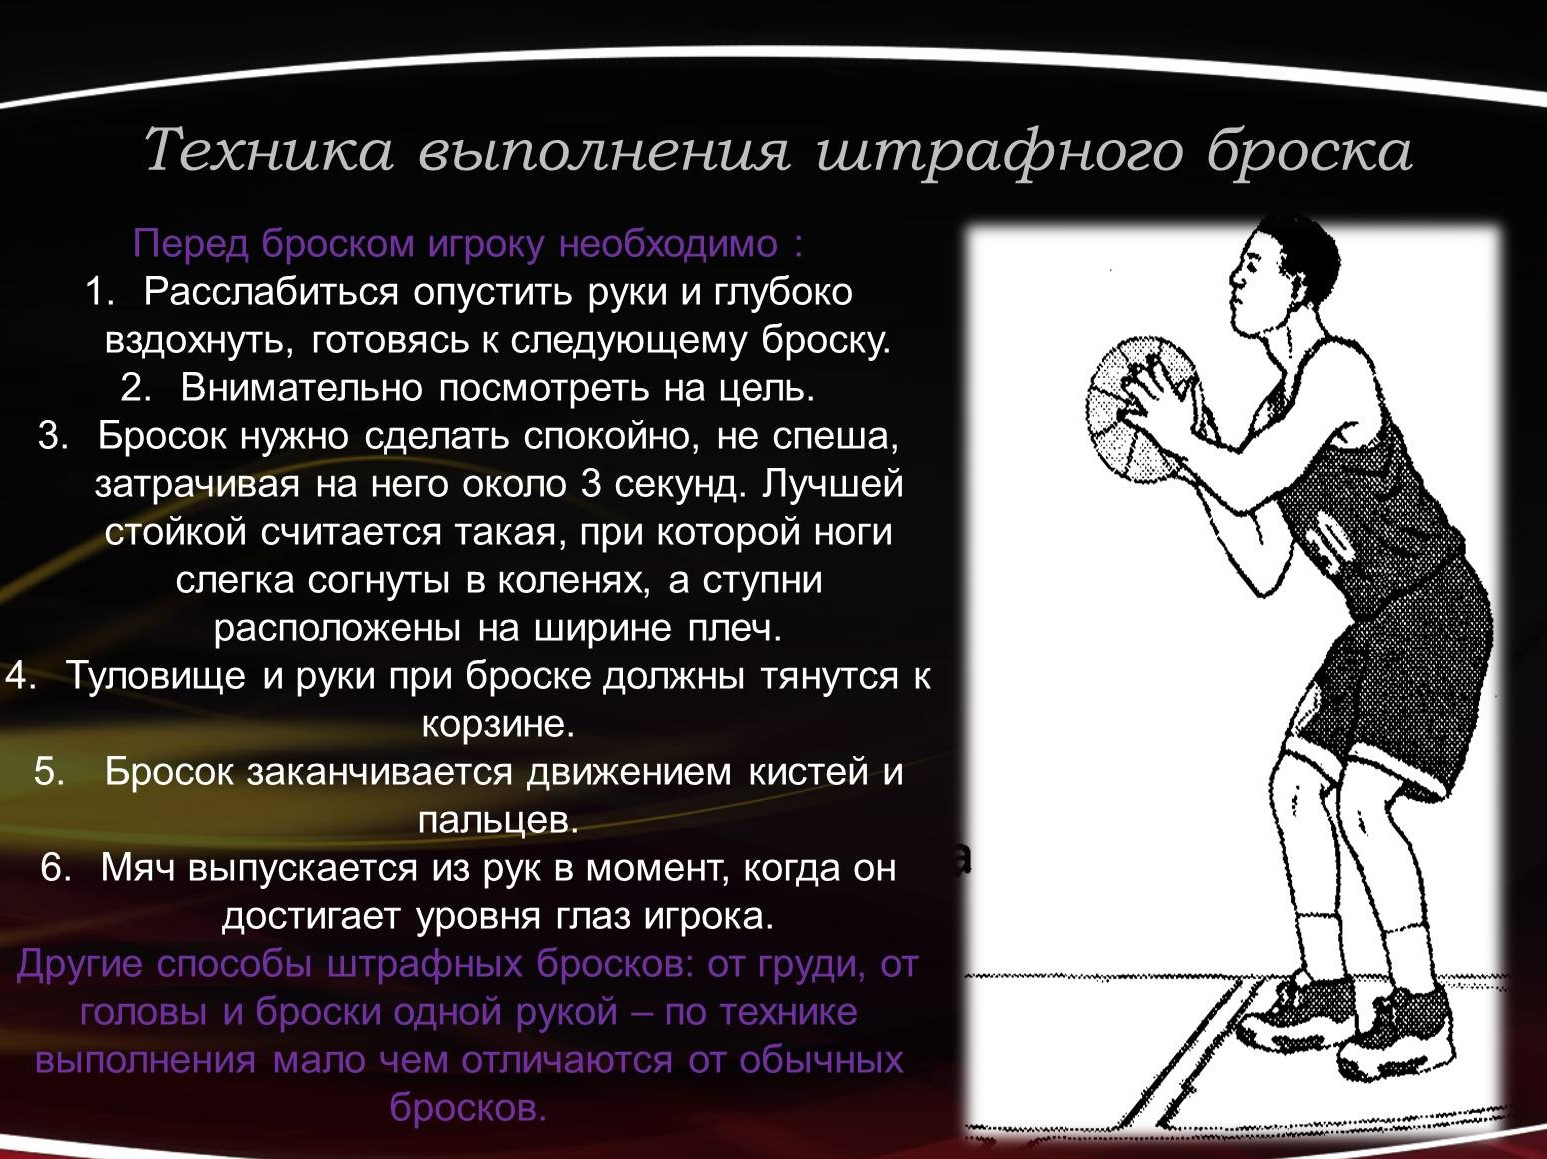 Техника выполнения штрафного броска
Перед броском игроку необходимо :
1. Расслабиться опустить руки и глубоко
вздохнуть, готовясь к следующему броску.
2. Внимательно посмотреть на цель.
3. Бросок нужно сделать спокойно, не спеша,
затрачивая на него около 3 секунд. Лучшей
стойкой считается такая, при которой ноги
слегка согнуты в коленях, а ступни
расположены на ширине плеч.
4. Туловище и руки при броске должны тянутся к
корзине.
5. Бросок заканчивается движением кистей и
пальцев.
6. Мяч выпускается из рук в момент, когда он
достигает уровня глаз игрока.
Другие способы штрафных бросков: от груди, от
головы и броски одной рукой – по технике
выполнения мало чем отличаются от обычных
бросков.
а